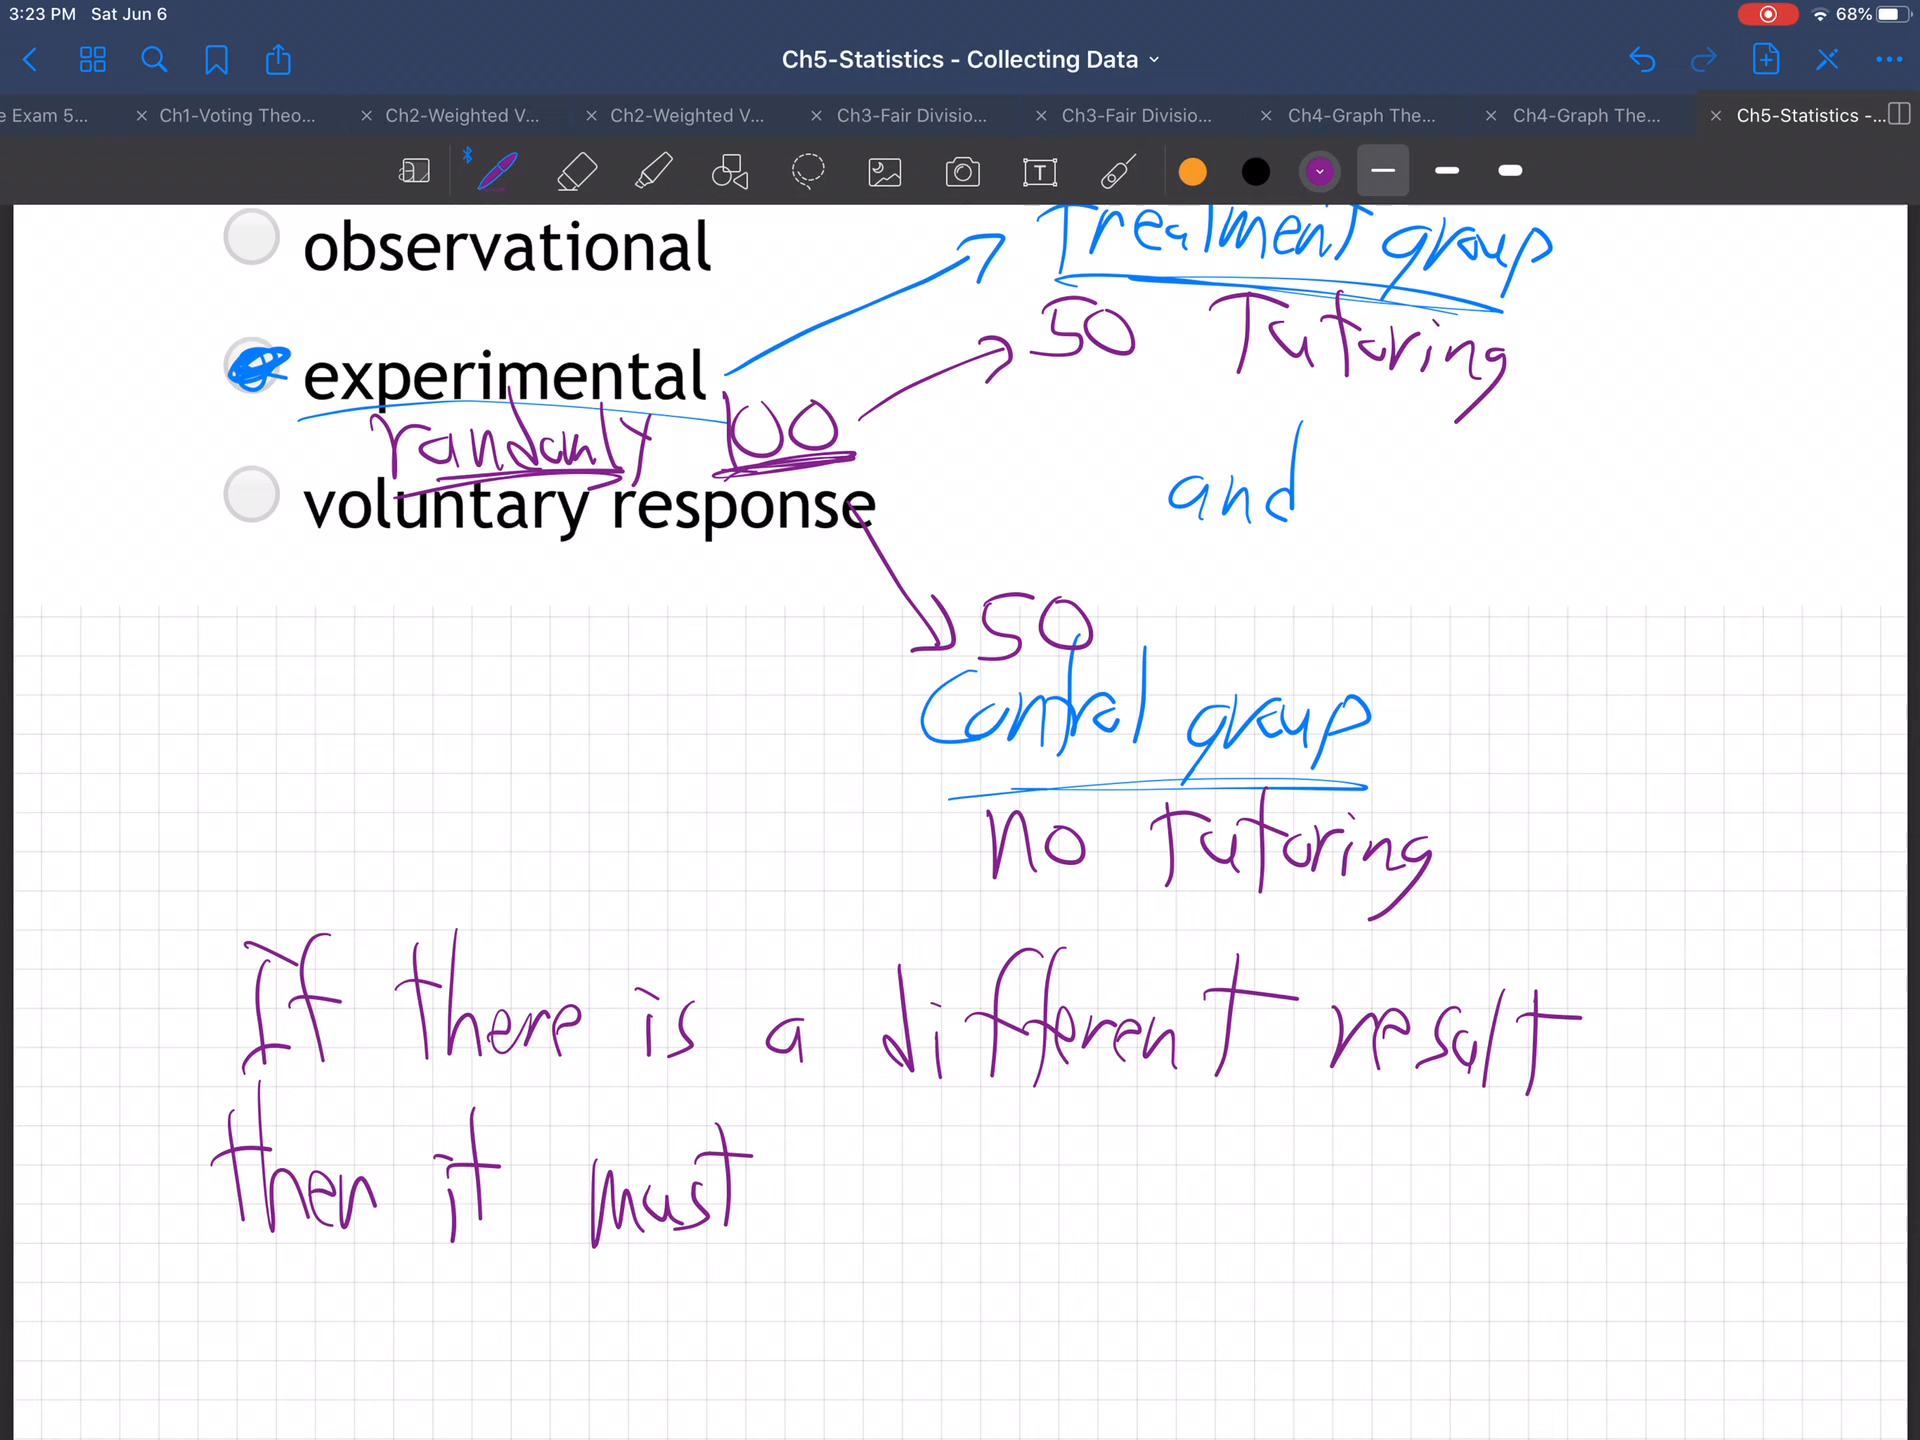 3:23 PM Sat Jun 6 68%
Ch5-Statistics - Collecting Data
e Exam 5... Ch1-Voting Theo... Ch2-Weighted V... Ch2-Weighted V... Ch3-Fair Divisio... Ch3-Fair Divisio... Ch4-Graph The... Ch4-Graph The... Ch5-Statistics -...
T
observational
Treatment group
50 Tutoring
experimental
randomly 100
and
voluntary response
50
Control group
no tutoring
If there is a different result
then it must